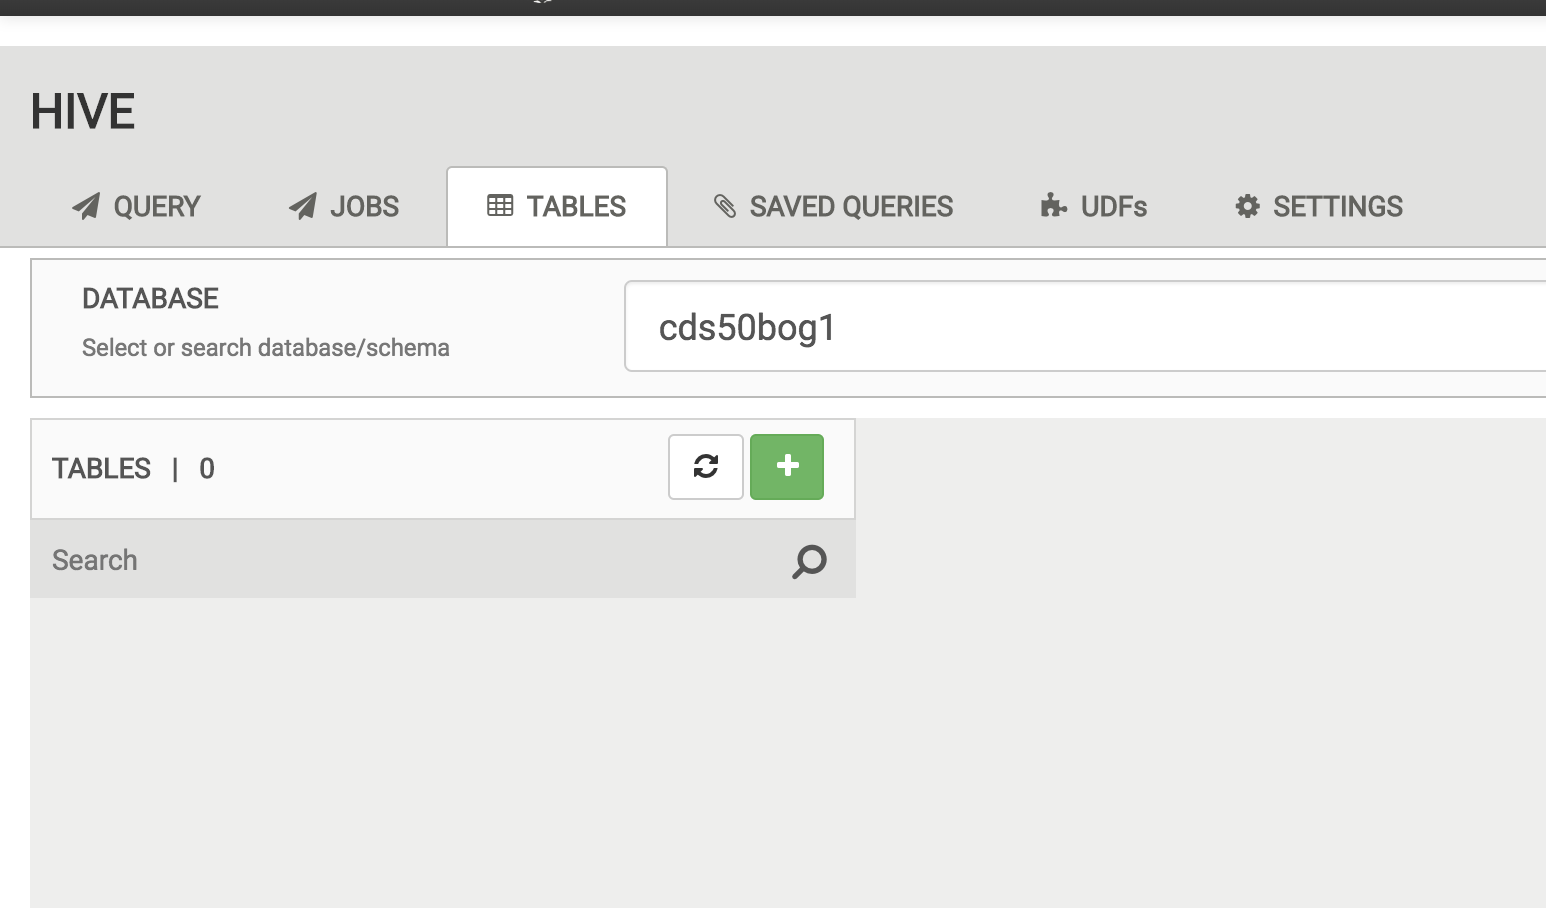 HIVE
QUERY JOBS TABLES SAVED QUERIES UDFs SETTINGS
DATABASE
Select or search database/schema
cds50bog1
TABLES | 0
Search